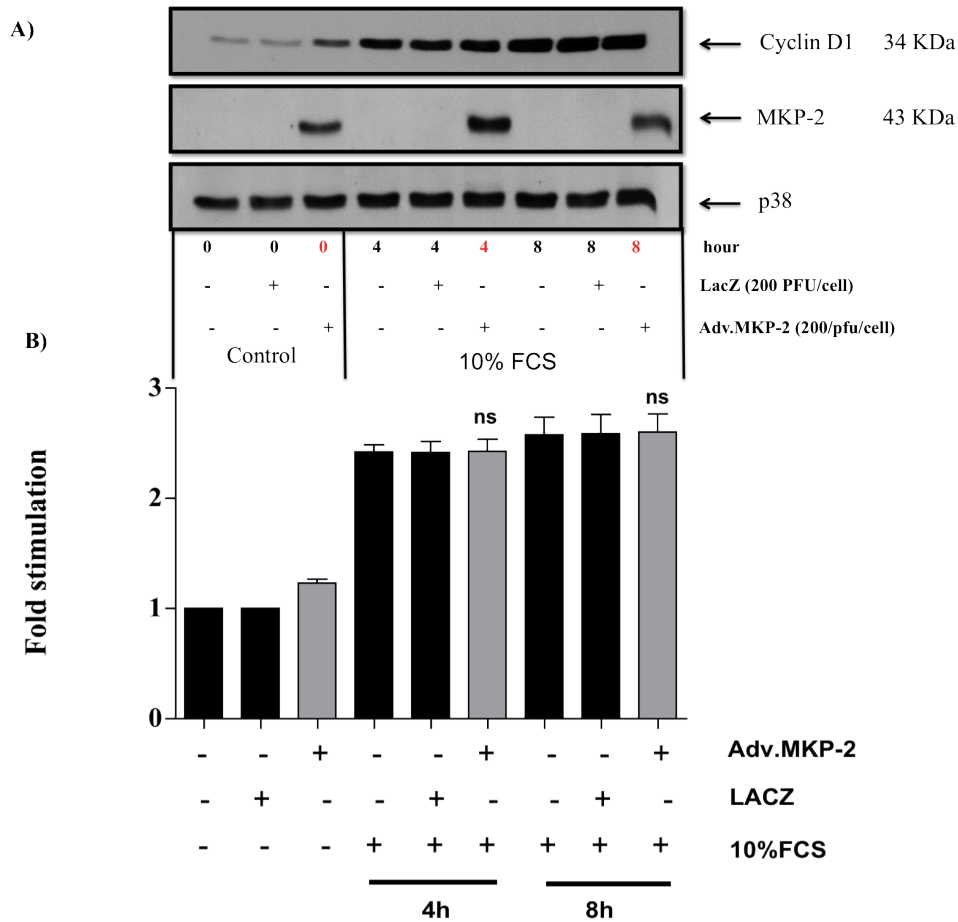 A)
Cyclin D1 34 KDa
MKP-2 43 KDa
p38
0 0 0 4 4 4 8 8 8 hour
- + - - + - - + - LacZ (200 PFU/cell)
- - + - - + - - + Adv.MKP-2 (200/pfu/cell)
B)
Control 10% FCS
3
2
1
0
Fold stimulation
ns
ns
- - + - - + - - + Adv.MKP-2
- + - - + - - + - LACZ
- - - + + + + + + 10%FCS
4h 8h